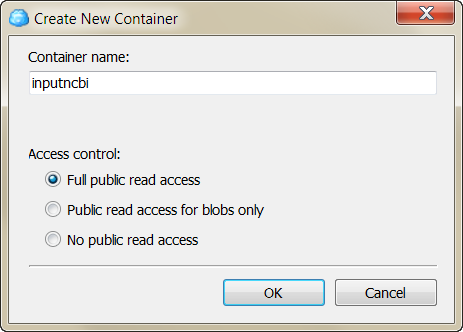 Create New Container
Container name:
inputncbi
Access control:
Full public read access
Public read access for blobs only
No public read access
OK
Cancel